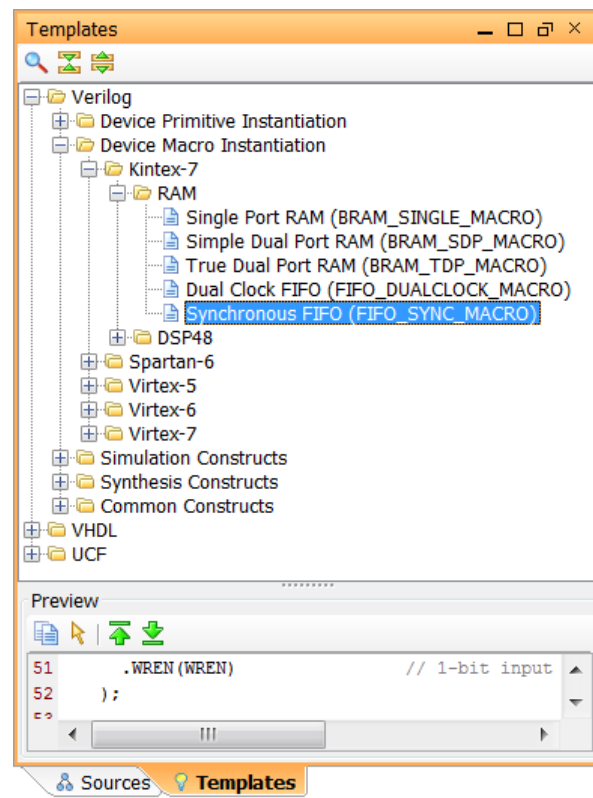 Templates
Verilog
Device Primitive Instantiation
Device Macro Instantiation
Kintex-7
RAM
Single Port RAM (BRAM_SINGLE_MACRO)
Simple Dual Port RAM (BRAM_SDP_MACRO)
True Dual Port RAM (BRAM_TDP_MACRO)
Dual Clock FIFO (FIFO_DUALCLOCK_MACRO)
Synchronous FIFO (FIFO_SYNC_MACRO)
DSP48
Spartan-6
Virtex-5
Virtex-6
Virtex-7
Simulation Constructs
Synthesis Constructs
Common Constructs
VHDL
UCF
Preview
51 .WREN(WREN) // 1-bit input
52 );
Sources Templates